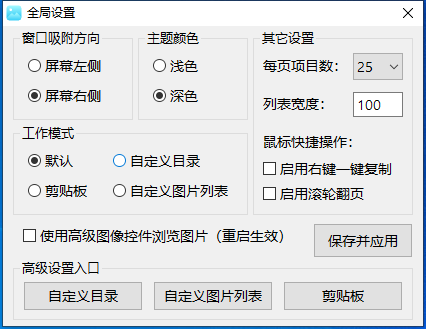 全局设置
窗口吸附方向
屏幕左侧
屏幕右侧
主题颜色
浅色
深色
其它设置
每页项目数：
25
列表宽度：
100
鼠标快捷操作：
启用右键一键复制
启用滚轮翻页
工作模式
默认
自定义目录
剪贴板
自定义图片列表
使用高级图像控件浏览图片（重启生效）
保存并应用
高级设置入口
自定义目录
自定义图片列表
剪贴板